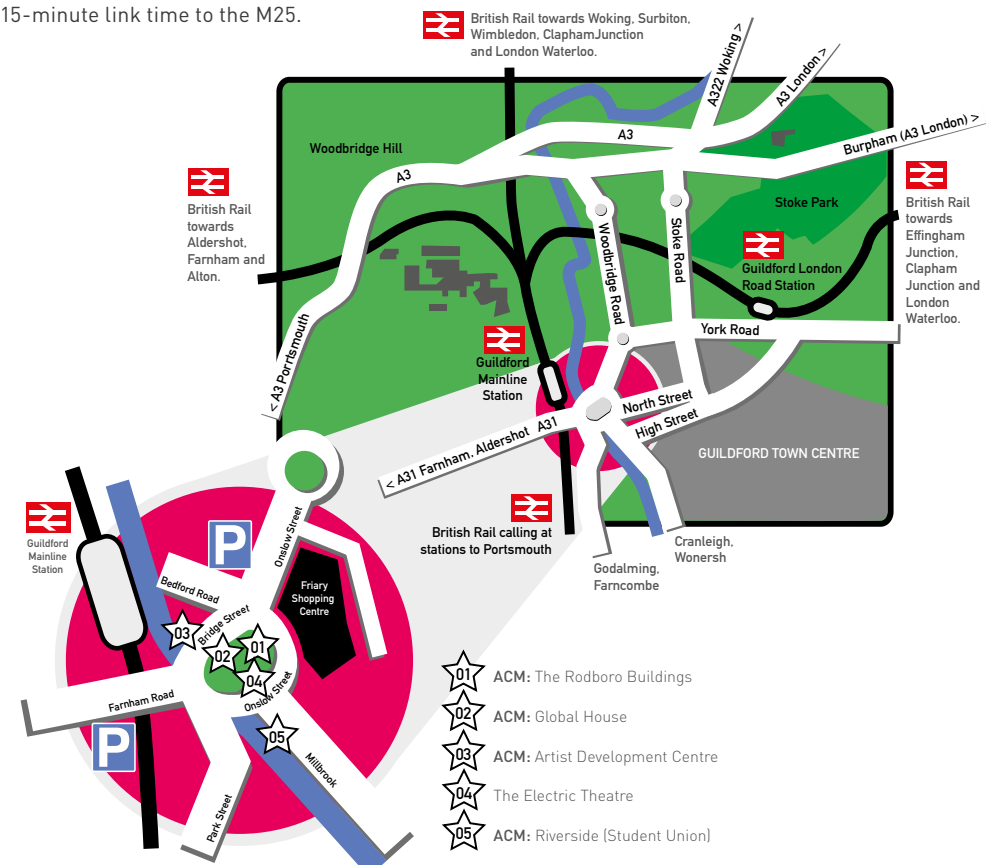 15-minute link time to the M25.
British Rail towards Woking, Surbiton,
Wimbledon, ClaphamJunction
and London Waterloo.
A322 Woking >
A3 London >
A3
Burpham (A3 London) >
Woodbridge Hill
A3
British Rail
towards
Aldershot,
Farnham and
Alton.
Stoke Park
British Rail
towards
Effingham
Junction,
Clapham
Junction and
London
Waterloo.
Woodbridge Road
Stoke Road
Guildford London
Road Station
York Road
< A3 Porrtsmouth
Guildford
Mainline
Station
North Street
High Street
< A31 Farnham. Aldershot A31
GUILDFORD TOWN CENTRE
British Rail calling at
stations to Portsmouth
Cranleigh,
Wonersh
Godalming,
Farncombe
Guildford
Mainline
Station
P
Onslow Street
Bedford Road
Friary
Shopping
Centre
Bridge Street
03
02
01
04
Onslow Street
Farnham Road
P
05
Millbrook
Park Street
01 ACM: The Rodboro Buildings
02 ACM: Global House
03 ACM: Artist Development Centre
04 The Electric Theatre
05 ACM: Riverside (Student Union)